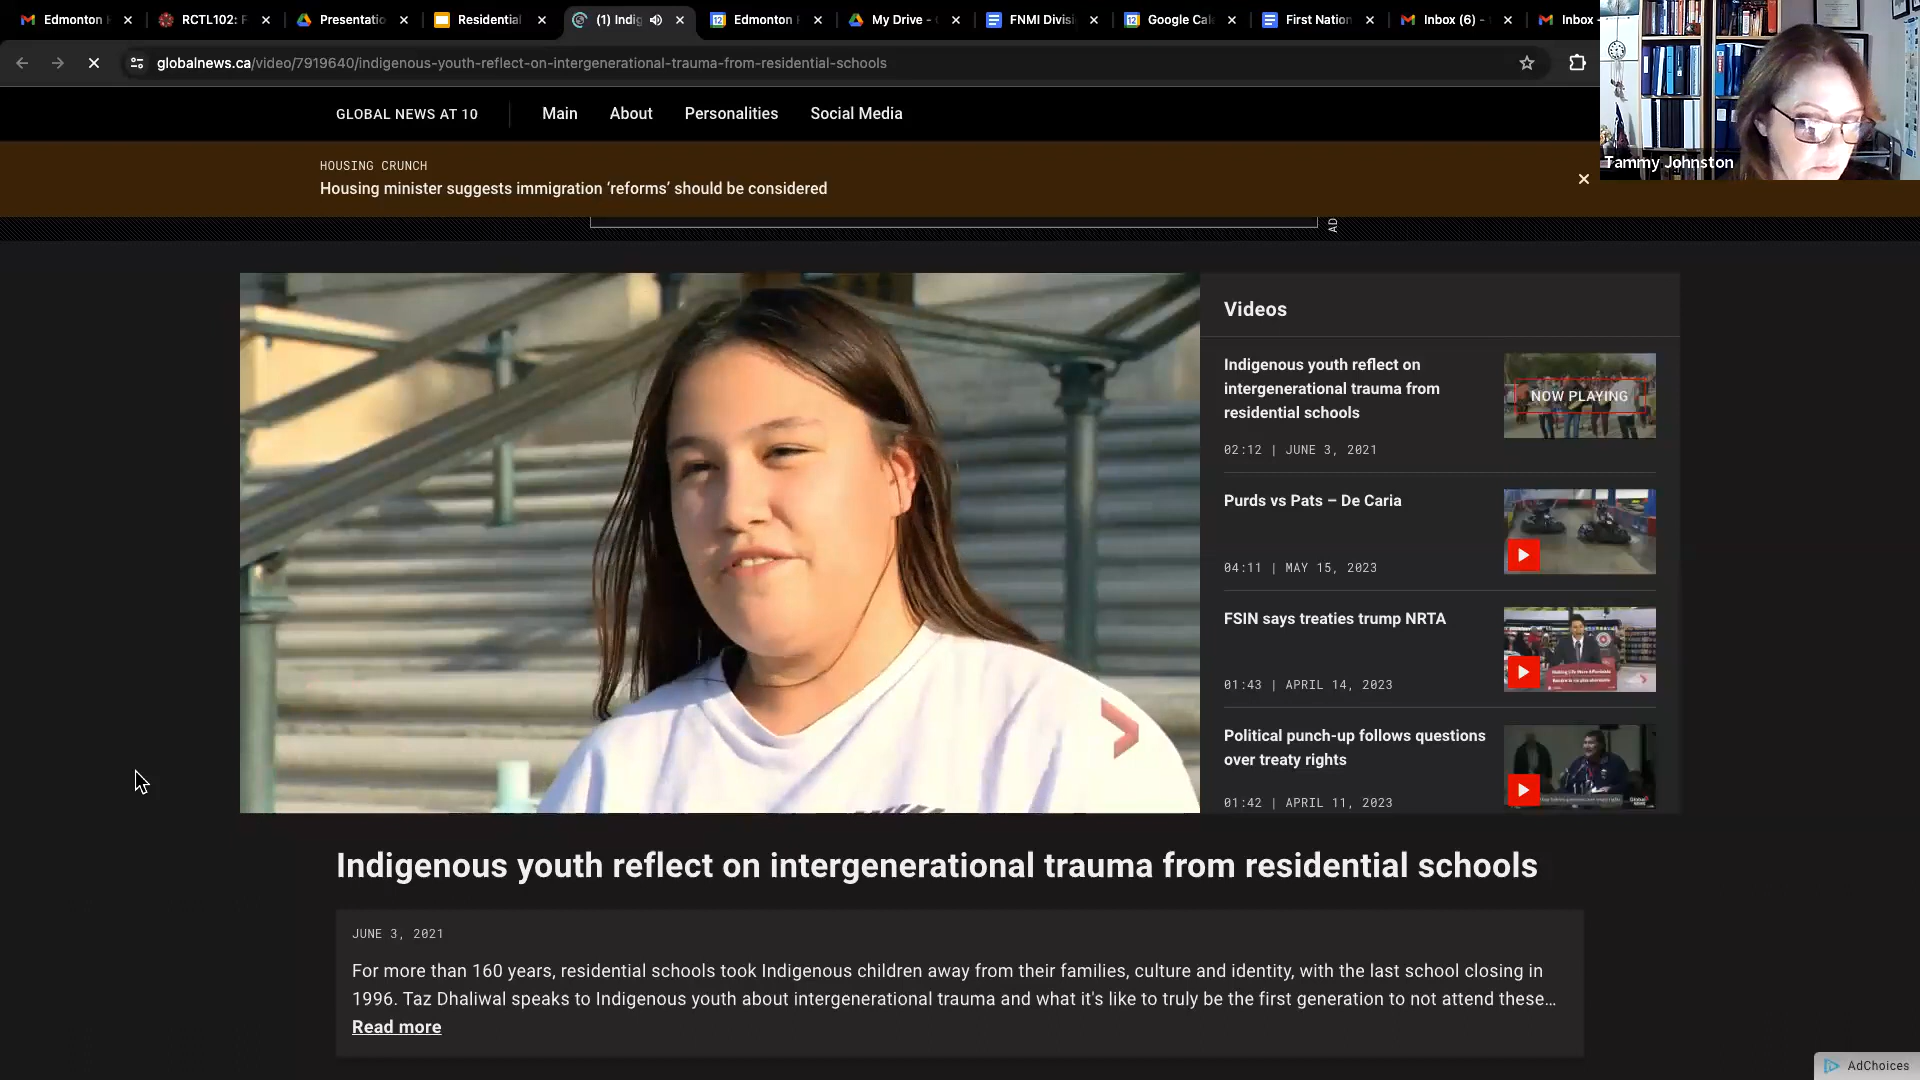 Edmonton
RCTL102: F
Presentatio
Residential
(1) Indig
Edmonton
My Drive -
FNMI Divisi
Google Cal
First Nation
Inbox (6) -
Inbox
globalnews.ca/video/7919640/indigenous-youth-reflect-on-intergenerational-trauma-from-residential-schools
Tammy Johnston
GLOBAL NEWS AT 10
Main
About
Personalities
Social Media
HOUSING CRUNCH
Housing minister suggests immigration ‘reforms’ should be considered
AD
Videos
Indigenous youth reflect on
intergenerational trauma from
residential schools
NOW PLAYING
02:12 | JUNE 3, 2021
Purds vs Pats – De Caria
04:11 | MAY 15, 2023
FSIN says treaties trump NRTA
01:43 | APRIL 14, 2023
Political punch-up follows questions
over treaty rights
01:42 | APRIL 11, 2023
Indigenous youth reflect on intergenerational trauma from residential schools
JUNE 3, 2021
For more than 160 years, residential schools took Indigenous children away from their families, culture and identity, with the last school closing in
1996. Taz Dhaliwal speaks to Indigenous youth about intergenerational trauma and what it's like to truly be the first generation to not attend these…
Read more
AdChoices